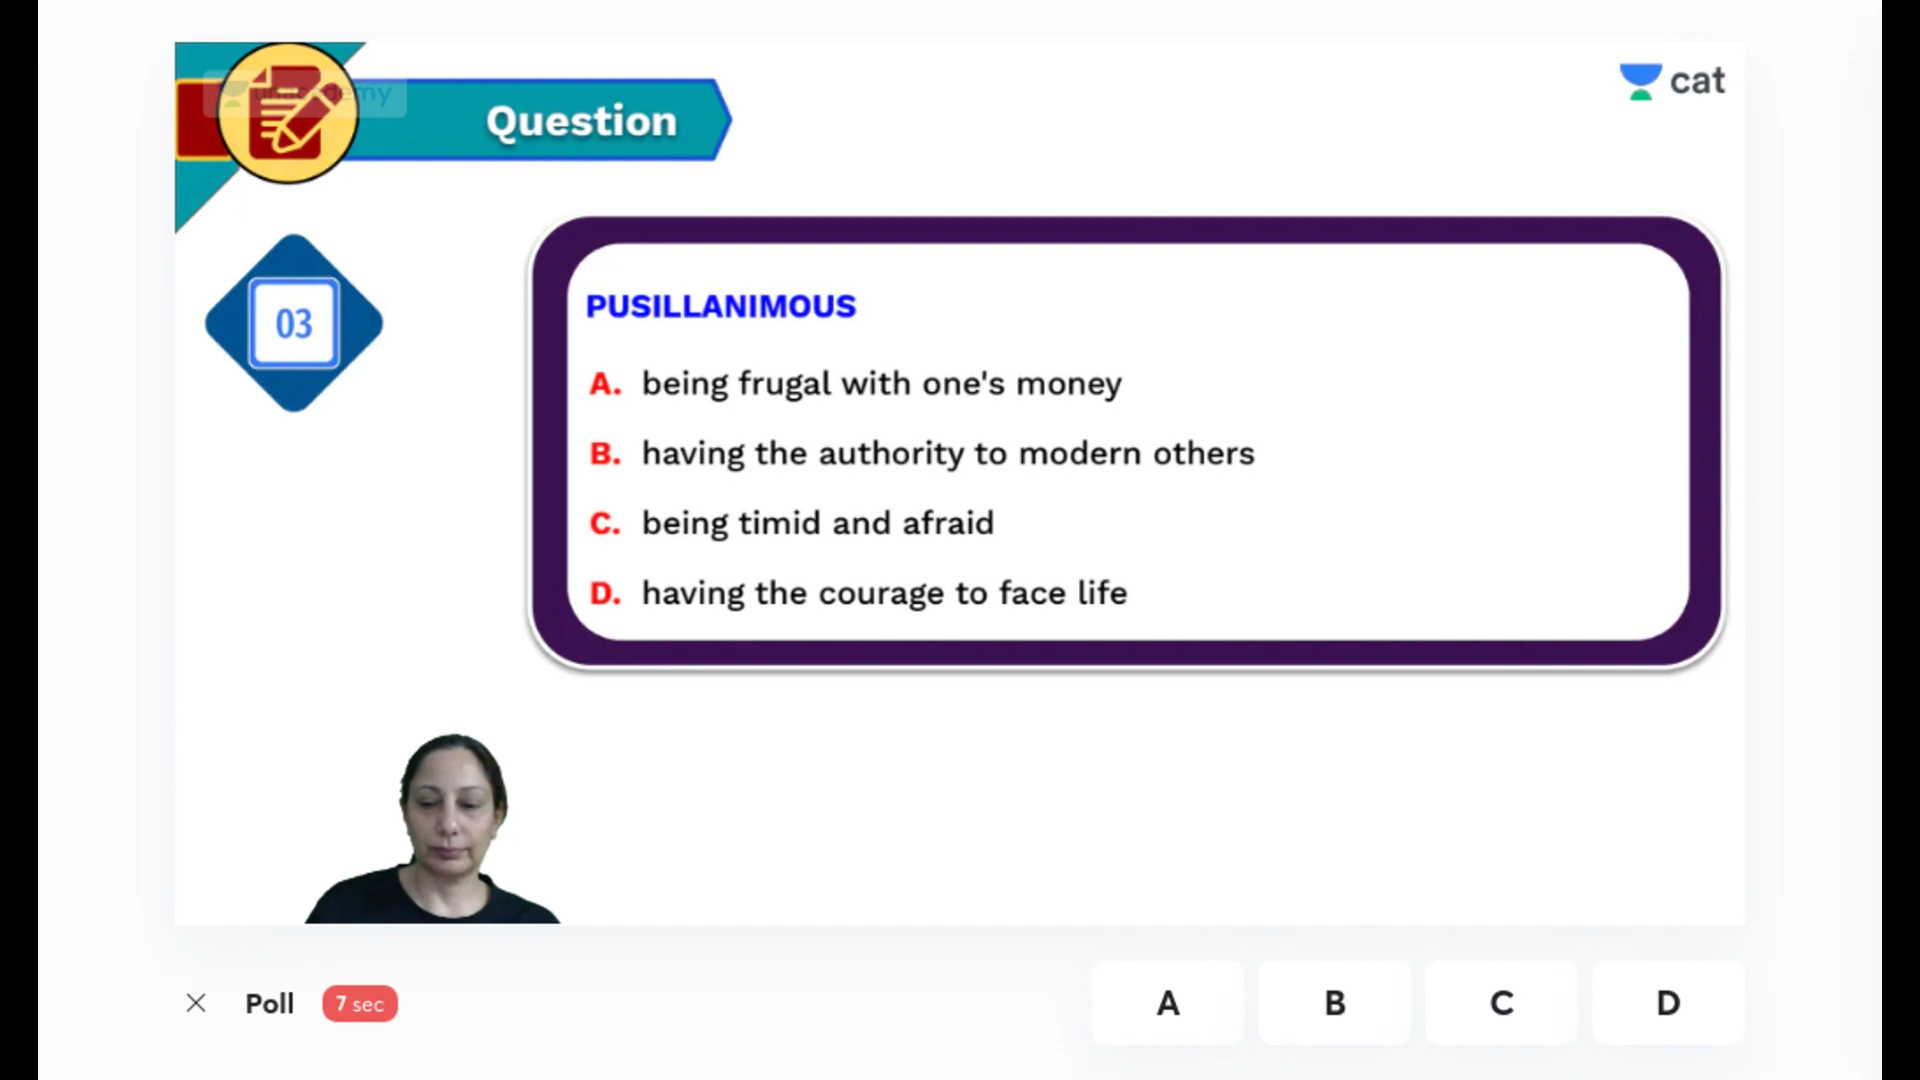 unacademy
Question
cat
03
PUSILLANIMOUS
A. being frugal with one's money
B. having the authority to modern others
C. being timid and afraid
D. having the courage to face life
Poll 7 sec A B C D